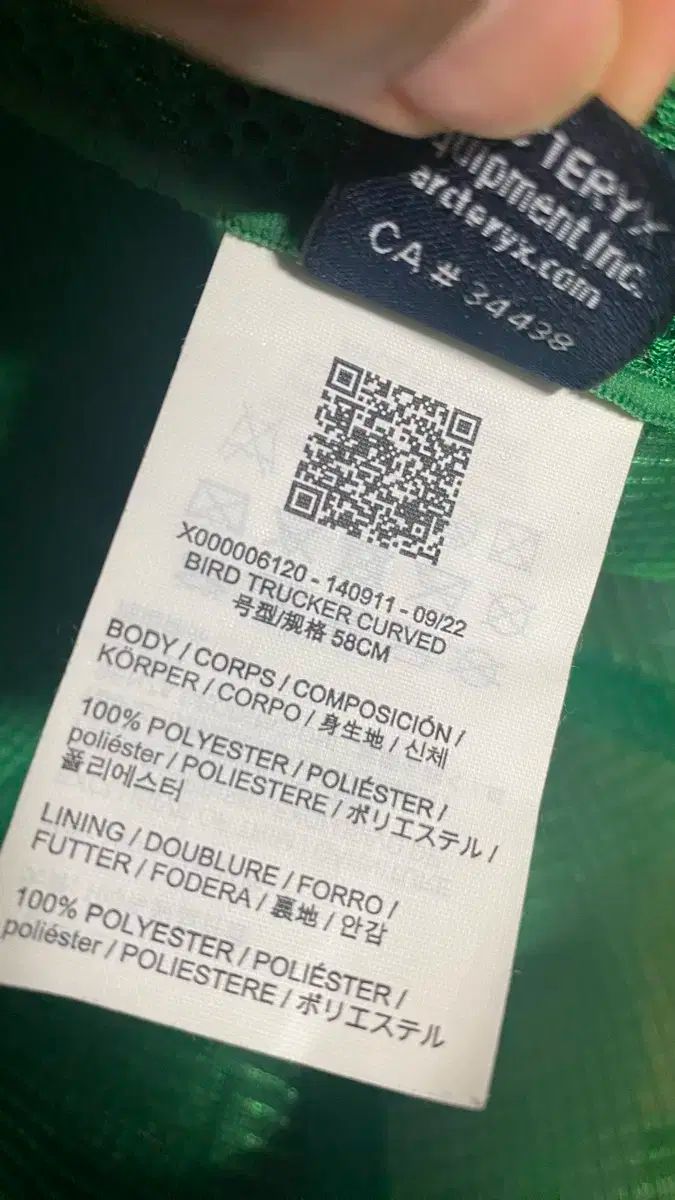 quipment Inc.
arcteryx.com
CA # 34438
X000006120 - 140911 - 09/22
BIRD TRUCKER CURVED
号型/规格 58CM
BODY / CORPS / COMPOSICIÓN /
KÖRPER / CORPO / 身生地 / 신체
100% POLYESTER / POLIÉSTER /
poliéster / POLIESTERE / ポリエステル /
폴리에스터
LINING / DOUBLURE / FORRO /
FUTTER / FODERA / 裏地 / 안감
100% POLYESTER / POLIÉSTER /
poliéster / POLIESTERE / ポリエステル